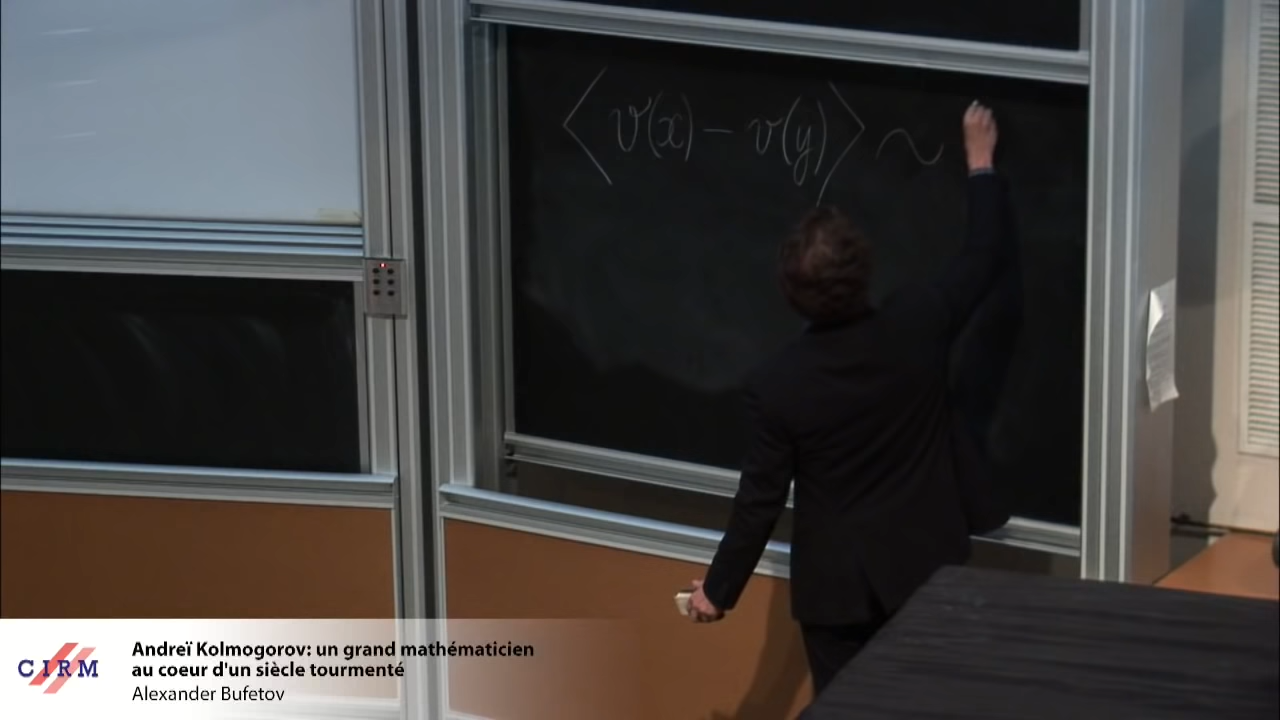 ⟨v(x) − v(y)⟩ ~
CIRM
Andreï Kolmogorov: un grand mathématicien
au coeur d'un siècle tourmenté
Alexander Bufetov